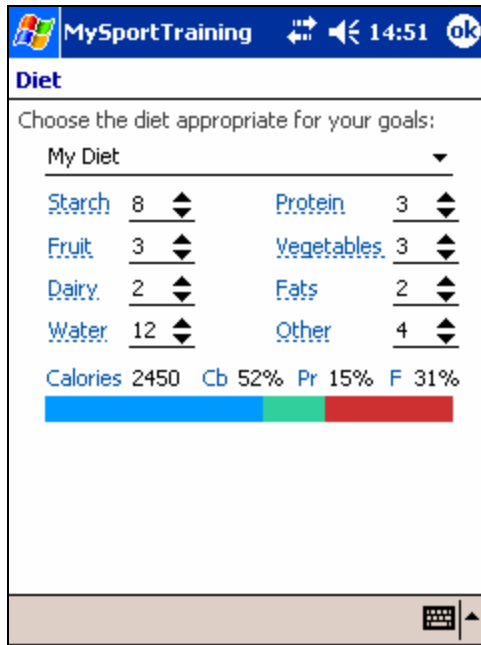 MySportTraining 14:51 ok
Diet
Choose the diet appropriate for your goals:
My Diet
Starch 8 Protein 3
Fruit 3 Vegetables 3
Dairy 2 Fats 2
Water 12 Other 4
Calories 2450 Cb 52% Pr 15% F 31%